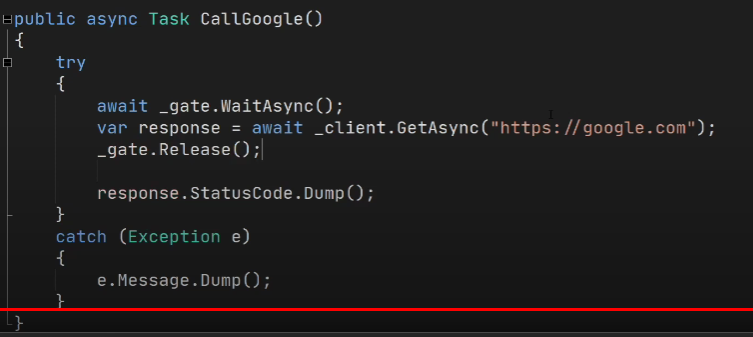 public async Task CallGoogle()
{
    try
    {
        await _gate.WaitAsync();
        var response = await _client.GetAsync("https://google.com");
        _gate.Release();

        response.StatusCode.Dump();
    }
    catch (Exception e)
    {
        e.Message.Dump();
    }
}